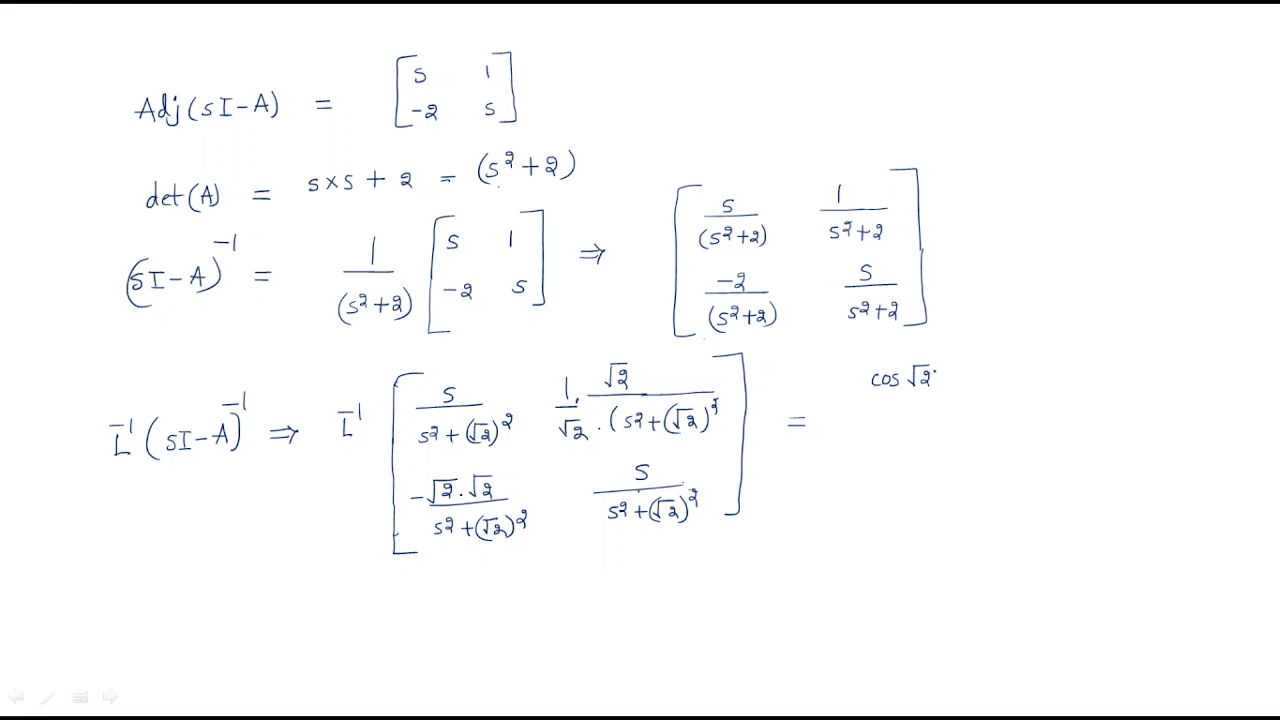 Adj(sI-A) = [ s 1 ; -2 s ]
det(A) = s×s + 2 = (s²+2)
(sI-A)⁻¹ = 1/(s²+2) [ s 1 ; -2 s ] ⇒ [ s/(s²+2) 1/s²+2 ; -2/(s²+2) s/s²+2 ]
L⁻¹(sI-A)⁻¹ ⇒ L⁻¹ [ s/s²+(√2)² 1/√2 . √2/(s²+(√2)² ; -√2.√2/s²+(√2)² s/s²+(√2)² ] = cos √2